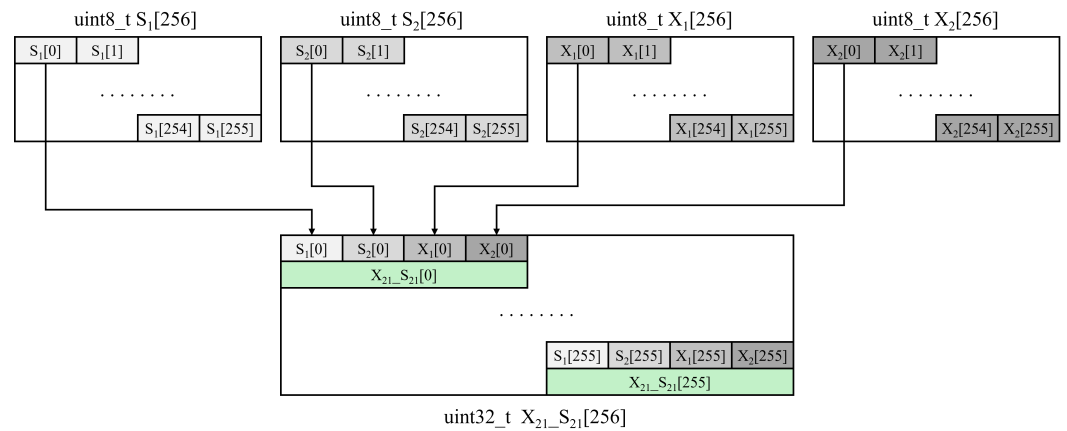 uint8_t S₁[256] uint8_t S₂[256] uint8_t X₁[256] uint8_t X₂[256]
S₁[0] S₁[1] S₂[0] S₂[1] X₁[0] X₁[1] X₂[0] X₂[1]
. . . . . . . . . . . . . . . . . . . . . . . . . . . . . . . .
S₁[254] S₁[255] S₂[254] S₂[255] X₁[254] X₁[255] X₂[254] X₂[255]
S₁[0] S₂[0] X₁[0] X₂[0]
X₂₁_S₂₁[0]
. . . . . . . .
S₁[255] S₂[255] X₁[255] X₂[255]
X₂₁_S₂₁[255]
uint32_t X₂₁_S₂₁[256]